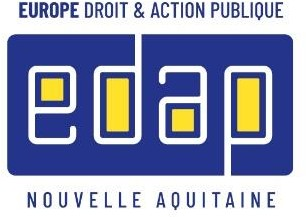 EUROPE DROIT & ACTION PUBLIQUE
edap
NOUVELLE AQUITAINE